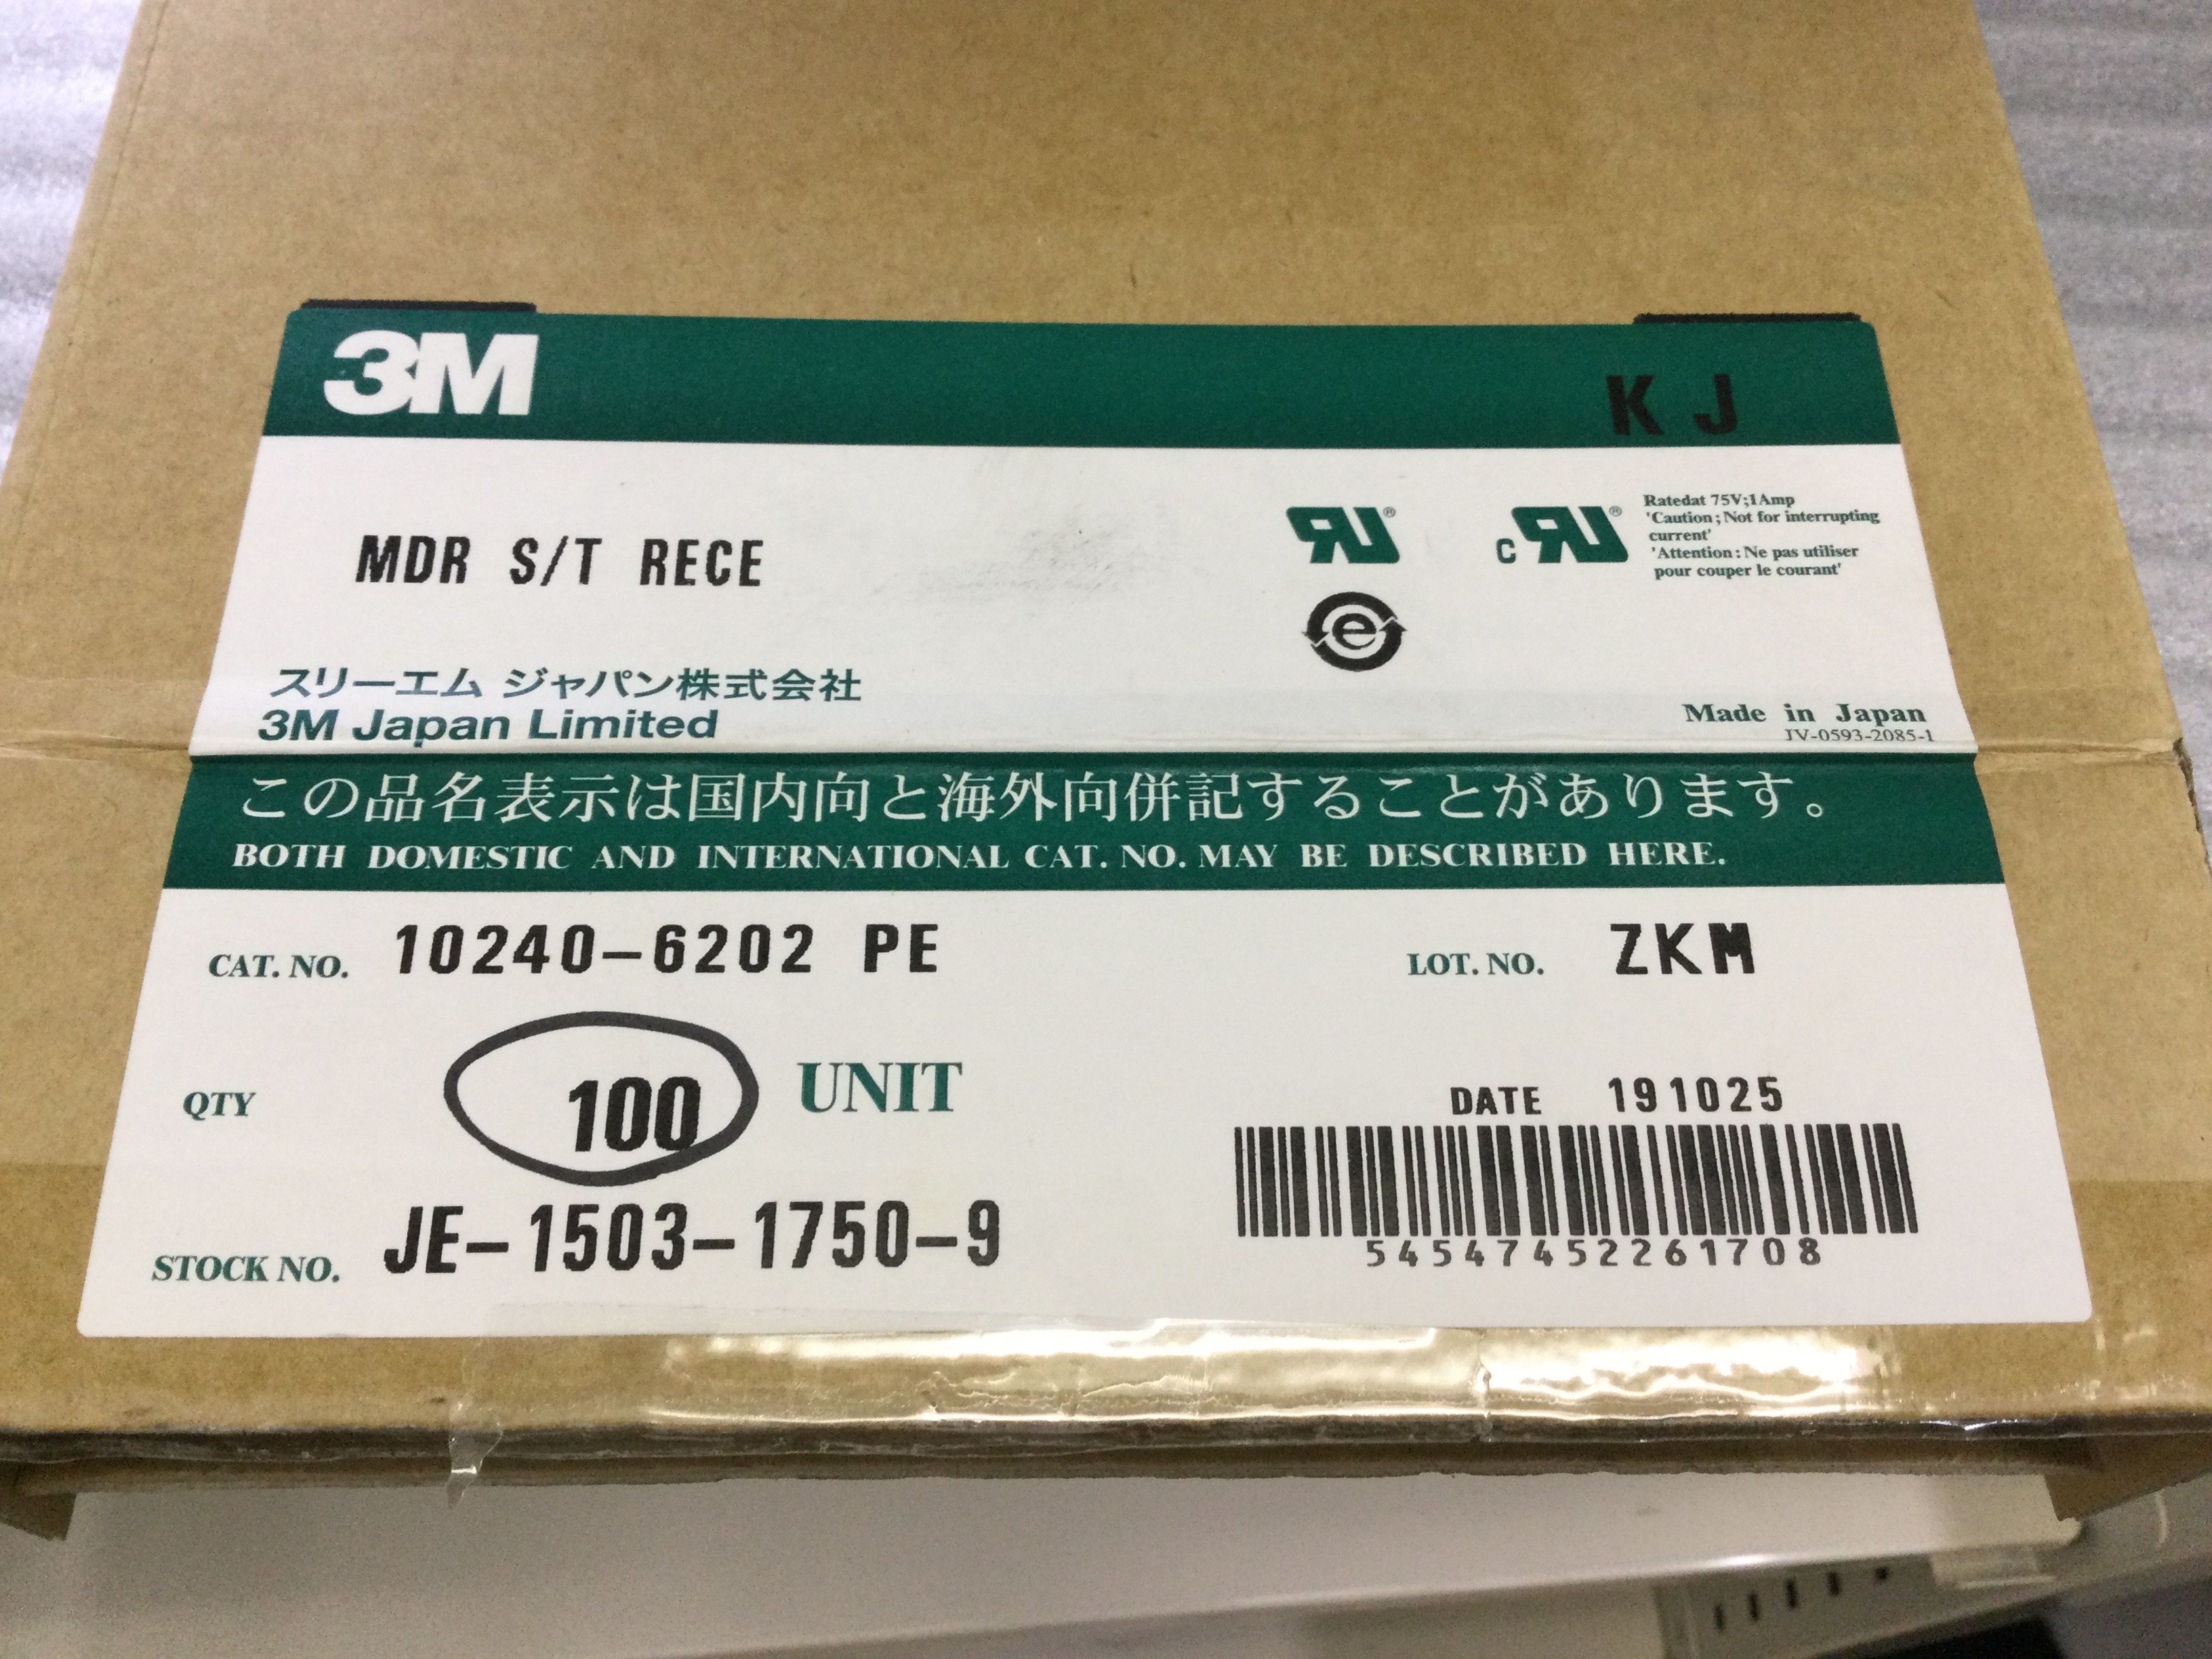 3M
K J
MDR S/T RECE
RU® c RU®
Ratedat 75V;1Amp
'Caution ; Not for interrupting
current'
'Attention : Ne pas utiliser
pour couper le courant'
e
スリーエム ジャパン株式会社
3M Japan Limited
Made in Japan
JV-0593-2085-1
この品名表示は国内向と海外向併記することがあります。
BOTH DOMESTIC AND INTERNATIONAL CAT. NO. MAY BE DESCRIBED HERE.
CAT. NO. 10240-6202 PE
LOT. NO. ZKM
QTY 100 UNIT
DATE 191025
STOCK NO. JE-1503-1750-9
54547452261708